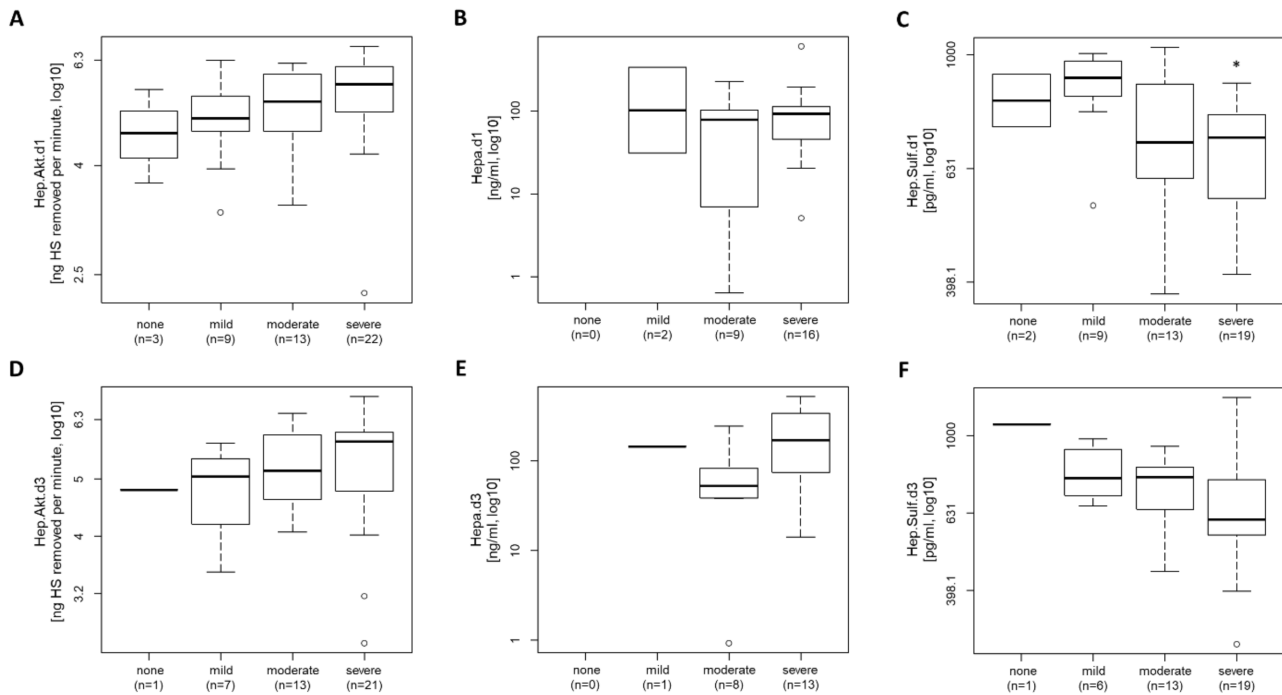 A
Hep.Akt.d1
[ng HS removed per minute, log10]
6.3
4
2.5
none mild moderate severe
(n=3) (n=9) (n=13) (n=22)
B
Hepa.d1
[ng/ml, log10]
100
10
1
none mild moderate severe
(n=0) (n=2) (n=9) (n=16)
C
Hep.Sulf.d1
[pg/ml, log10]
1000
631
398.1
*
none mild moderate severe
(n=2) (n=9) (n=13) (n=19)
D
Hep.Akt.d3
[ng HS removed per minute, log10]
6.3
5
4
3.2
none mild moderate severe
(n=1) (n=7) (n=13) (n=21)
E
Hepa.d3
[ng/ml, log10]
100
10
1
none mild moderate severe
(n=0) (n=1) (n=8) (n=13)
F
Hep.Sulf.d3
[pg/ml, log10]
1000
631
398.1
none mild moderate severe
(n=1) (n=6) (n=13) (n=19)